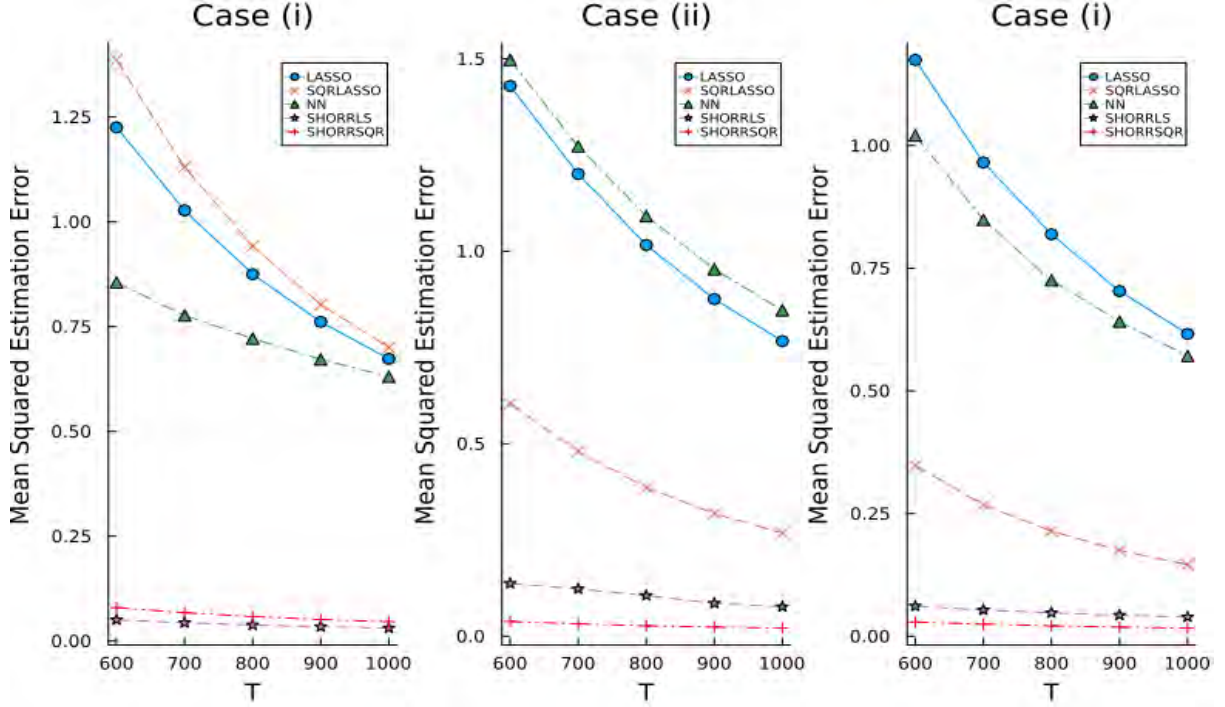 Case (i)
Mean Squared Estimation Error
1.25
1.00
0.75
0.50
0.25
0.00
LASSO
SQRLASSO
NN
SHORRLS
SHORRSQR
600 700 800 900 1000
T
Case (ii)
Mean Squared Estimation Error
1.5
1.0
0.5
0.0
LASSO
SQRLASSO
NN
SHORRLS
SHORRSQR
600 700 800 900 1000
T
Case (i)
Mean Squared Estimation Error
1.00
0.75
0.50
0.25
0.00
LASSO
SQRLASSO
NN
SHORRLS
SHORRSQR
600 700 800 900 1000
T